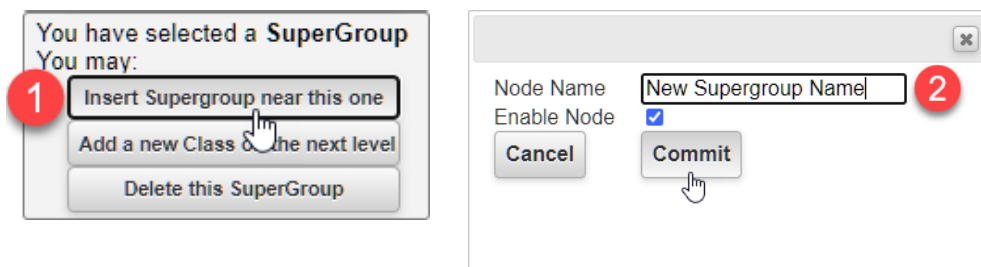 You have selected a SuperGroup
You may:
1
Insert Supergroup near this one
Add a new Class the next level
Delete this SuperGroup
Node Name New Supergroup Name 2
Enable Node
Cancel Commit